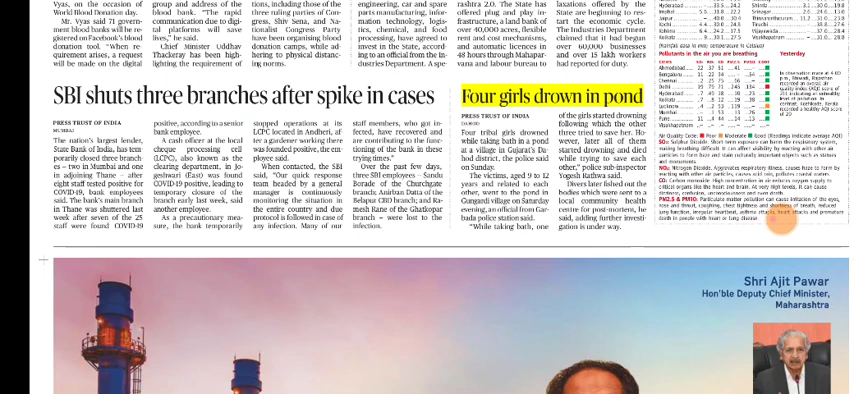 Vyas, on the occasion of
World Blood Donation day.
Mr. Vyas said 71 government
blood banks will be registered
on Facebook's blood
donation tool. "When requirement
arises, a request
will be made on the digital
group and address of the
blood bank. "The rapid
communication due to digital
platforms will save
lives," he said.
Chief Minister Uddhav
Thackeray has been highlighting
the requirement of
tions, including those of the
three ruling parties of Congress,
Shiv Sena, and Nationalist
Congress Party
have been organising blood
donation camps, while adhering
to physical distancing
norms.
engineering, car and spare
parts manufacturing, information
technology, logistics,
chemical, and food
processing, have agreed to
invest in the State, according
to an official from the Industries
Department. A spe-
rashtra 2.0. The State has
offered plug and play infrastructure,
a land bank of
over 40,000 acres, flexible
rent and cost mechanisms,
and automatic licences in
48 hours through Mahaparvana
and labour bureau to
laxations offered by the
State are beginning to restart
the economic cycle.
The Industries Department
claimed that it had begun
over 60,000 businesses
and over 15 lakh workers
had reported for duty.
SBI shuts three branches after spike in cases
PRESS TRUST OF INDIA
MUMBAI
The nation's largest lender,
State Bank of India, has temporarily
closed three branches
– two in Mumbai and one
in adjoining Thane – after
eight staff tested positive for
COVID-19, bank employees
said. The bank's main branch
in Thane was shuttered last
week after seven of the 25
staff were found COVID-19
positive, according to a senior
bank employee.
A cash officer at the local
cheque processing cell
(LCPC), also known as the
clearing department, in Jogeshwari
(East) was found
COVID-19 positive, leading to
temporary closure of the
branch early last week, said
another employee.
As a precautionary measure,
the bank temporarily
stopped operations at its
LCPC located in Andheri, after
a gardener working there
was founded positive, the employee
said.
When contacted, the SBI
said, "Our quick response
team headed by a general
manager is continuously
monitoring the situation in
the entire country and due
protocol is followed in case of
any infection. Many of our
staff members, who got infected,
have recovered and
are contributing to the functioning
of the bank in these
trying times."
Over the past few days,
three SBI employees – Sandu
Borade of the Churchgate
branch; Anirban Datta of the
Belapur CBO branch; and Ramesh
Rane of the Ghatkopar
branch – were lost to the
infection.
Four girls drown in pond
PRESS TRUST OF INDIA
Four tribal girls drowned
while taking bath in a pond
at a village in Gujarat's Dahod
district, the police said
on Sunday.
The victims, aged 9 to 12
years and related to each
other, went to the pond in
Gungardi village on Saturday
evening, an official from Garbada
police station said.
"While taking bath, one
of the girls started drowning
following which the other
three tried to save her. However,
later all of them
started drowning and died
while trying to save each
other," police sub-inspector
Yogesh Rathwa said.
Divers later fished out the
bodies which were sent to a
local community health
centre for post-mortem, he
said, adding further investigation
is under way.
Pollutants in the air you are breathing
Yesterday
Shri Ajit Pawar
Hon'ble Deputy Chief Minister,
Maharashtra